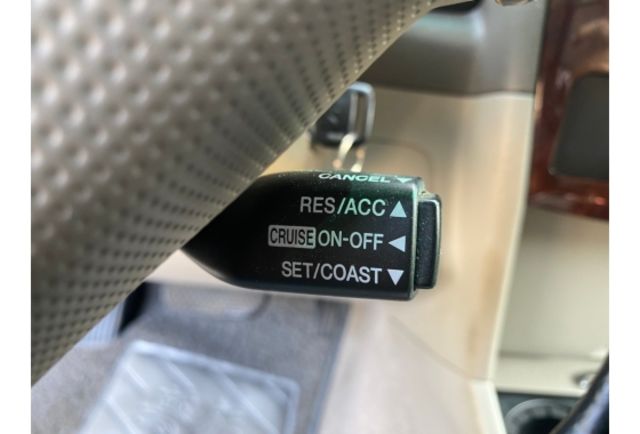 CANCEL ▼
RES/ACC ▲
CRUISE ON-OFF ◀
SET/COAST ▼